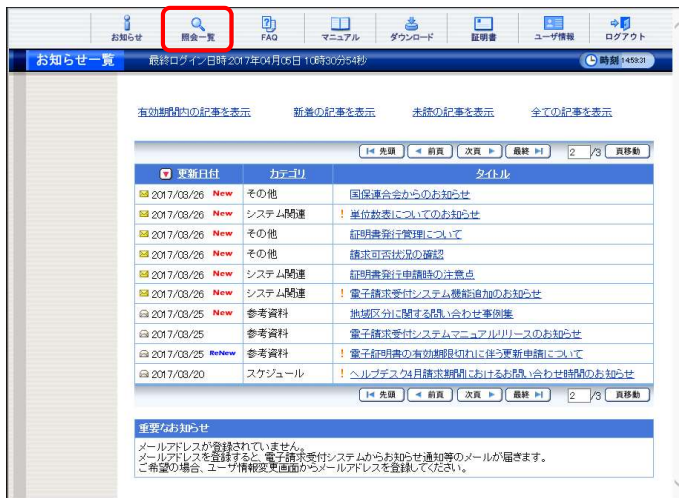 お知らせ 照会一覧 FAQ マニュアル ダウンロード 証明書 ユーザ情報 ログアウト
お知らせ一覧 最終ログイン日時:2017年04月05日 10時30分54秒 時刻 14:59:31
有効期間内の記事を表示 新着の記事を表示 未読の記事を表示 全ての記事を表示
先頭 前頁 次頁 最終 2 /3 頁移動
更新日付 カテゴリ タイトル
2017/03/26 New その他 国保連合会からのお知らせ
2017/03/26 New システム関連 ! 単位数表についてのお知らせ
2017/03/26 New その他 証明書発行管理について
2017/03/26 New その他 請求可否状況の確認
2017/03/26 New システム関連 証明書発行申請時の注意点
2017/03/26 New システム関連 ! 電子請求受付システム機能追加のお知らせ
2017/03/25 New 参考資料 地域区分に関する問い合わせ事例集
2017/03/25 参考資料 電子請求受付システムマニュアルリリースのお知らせ
2017/03/25 ReNew 参考資料 ! 電子証明書の有効期限切れに伴う更新申請について
2017/03/20 スケジュール ! ヘルプデスク4月請求期間におけるお問い合わせ時間のお知らせ
先頭 前頁 次頁 最終 2 /3 頁移動
重要なお知らせ
メールアドレスが登録されていません。
メールアドレスを登録すると、電子請求受付システムからお知らせ通知等のメールが届きます。
ご希望の場合、ユーザ情報変更画面からメールアドレスを登録してください。